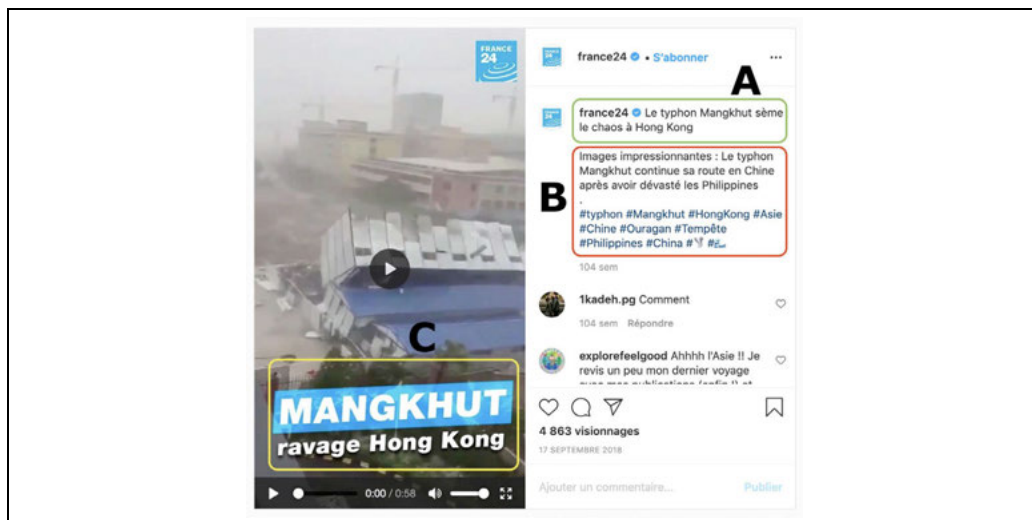 FRANCE
24
france24 • S'abonner
A
france24 Le typhon Mangkhut sème
le chaos à Hong Kong
Images impressionnantes : Le typhon
Mangkhut continue sa route en Chine
après avoir dévasté les Philippines
.
B
#typhon #Mangkhut #HongKong #Asie
#Chine #Ouragan #Tempête
#Philippines #China
104 sem
1kadeh.pg Comment
104 sem Répondre
explorefeelgood Ahhhh l'Asie !! Je
revis un peu mon dernier voyage
C
MANGKHUT
ravage Hong Kong
0:00 / 0:58
4 863 visionnages
17 SEPTEMBRE 2018
Ajouter un commentaire...
Publier